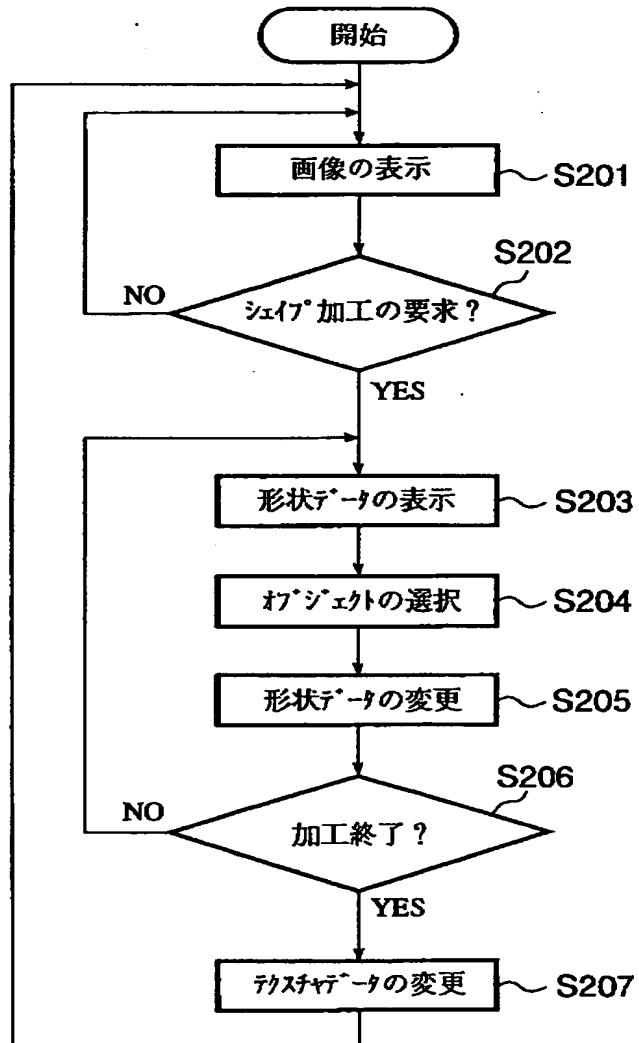 開始
画像の表示
S201
S202
シェイプ加工の要求?
NO
YES
形状データの表示
S203
オブジェクトの選択
S204
形状データの変更
S205
S206
加工終了?
NO
YES
テクスチャデータの変更
S207